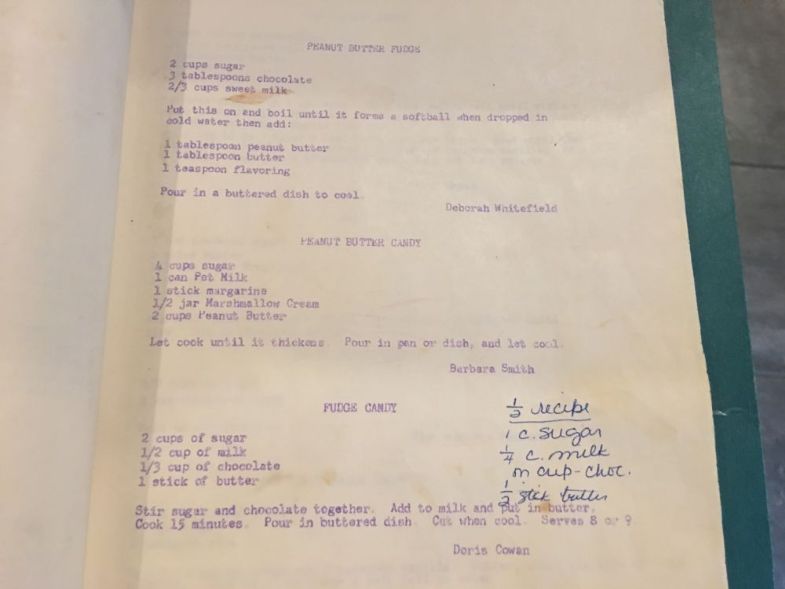 PEANUT BUTTER FUDGE
2 cups sugar
3 tablespoons chocolate
2/3 cups sweet milk
Put this on and boil until it forms a softball when dropped in
cold water then add:
1 tablespoon peanut butter
1 tablespoon butter
1 teaspoon flavoring
Pour in a buttered dish to cool.
Deborah Whitefield
PEANUT BUTTER CANDY
4 cups sugar
1 can Pet Milk
1 stick margarine
1/2 jar Marshmallow Cream
2 cups Peanut Butter
Let cook until it thickens. Pour in pan or dish, and let cool.
Barbara Smith
FUDGE CANDY
2 cups of sugar
1/2 cup of milk
1/3 cup of chocolate
1 stick of butter
1/2 recipe
1 c. sugar
1/4 c. milk
cup-choc.
1/2 stick butter
Stir sugar and chocolate together. Add to milk and put in butter.
Cook 15 minutes. Pour in buttered dish. Cut when cool. Serves 8 or 9
Doris Cowan